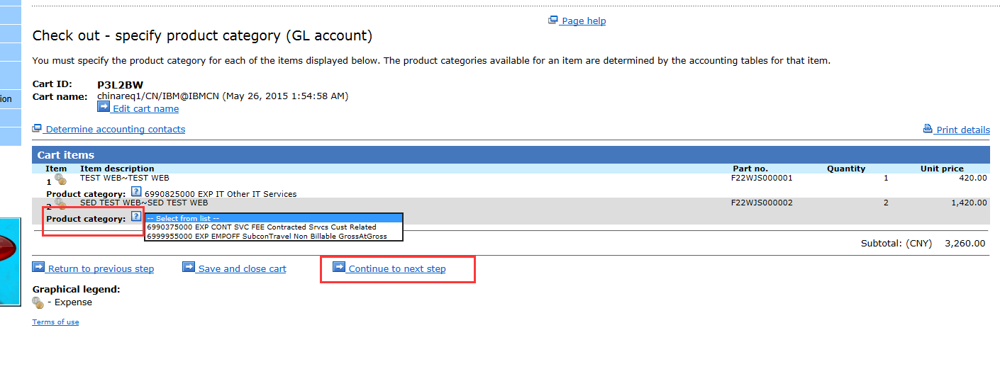 Page help
Check out - specify product category (GL account)
You must specify the product category for each of the items displayed below. The product categories available for an item are determined by the accounting tables for that item.
Cart ID: P3L2BW
Cart name: chinareq1/CN/IBM@IBMCN (May 26, 2015 1:54:58 AM)
ion
Edit cart name
Determine accounting contacts Print details
Cart items
Item Item description Part no. Quantity Unit price
1 TEST WEB~TEST WEB F22WJS000001 1 420.00
Product category: ? 6990825000 EXP IT Other IT Services
2 SED TEST WEB~SED TEST WEB F22WJS000002 2 1,420.00
Product category: ? -- Select from list --
6990375000 EXP CONT SVC FEE Contracted Srvcs Cust Related
6999955000 EXP EMPOFF SubconTravel Non Billable GrossAtGross
Subtotal: (CNY) 3,260.00
Return to previous step Save and close cart Continue to next step
Graphical legend:
- Expense
Terms of use